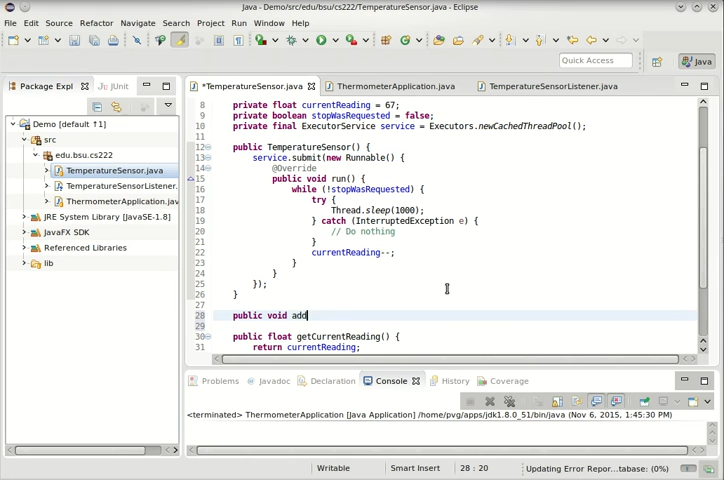 Java - Demo/src/edu/bsu/cs222/TemperatureSensor.java - Eclipse
File Edit Source Refactor Navigate Search Project Run Window Help
Quick Access
Java
Package Expl JUnit
*TemperatureSensor.java ThermometerApplication.java TemperatureSensorListener.java
Demo [default ↑1]
src
edu.bsu.cs222
TemperatureSensor.java
TemperatureSensorListener.
ThermometerApplication.jav
JRE System Library [JavaSE-1.8]
JavaFX SDK
Referenced Libraries
lib
8 private float currentReading = 67;
9 private boolean stopWasRequested = false;
10 private final ExecutorService service = Executors.newCachedThreadPool();
11
12 public TemperatureSensor() {
13 service.submit(new Runnable() {
14 @Override
15 public void run() {
16 while (!stopWasRequested) {
17 try {
18 Thread.sleep(1000);
19 } catch (InterruptedException e) {
20 // Do nothing
21 }
22 currentReading--;
23 }
24 }
25 });
26 }
27
28 public void add
29
30 public float getCurrentReading() {
31 return currentReading;
Problems Javadoc Declaration Console History Coverage
<terminated> ThermometerApplication [Java Application] /home/pvg/apps/jdk1.8.0_51/bin/java (Nov 6, 2015, 1:45:30 PM)
Writable Smart Insert 28 : 20 Updating Error Repor...tabase: (0%)